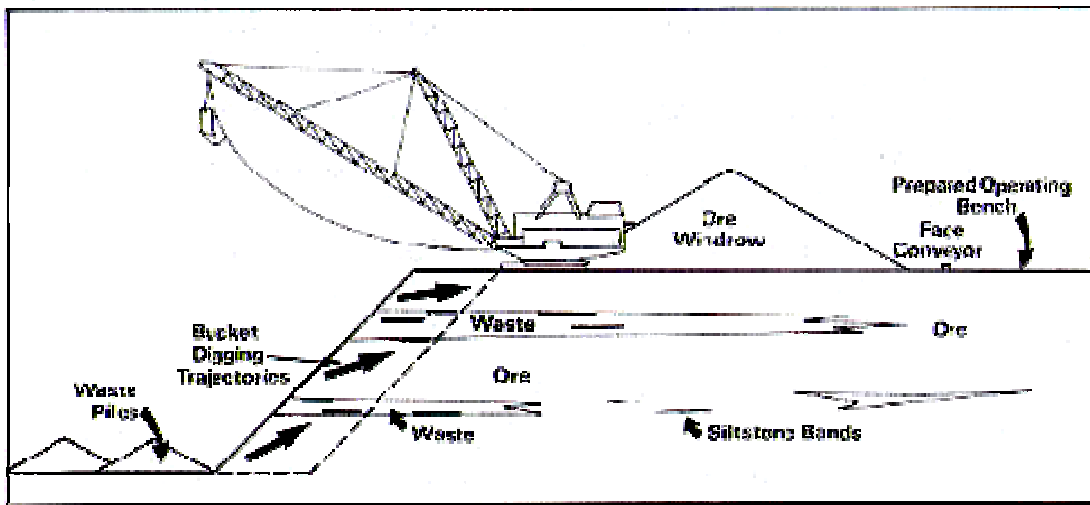 Prepared Operating
Bench
Ore
Windrow
Face
Conveyor
Waste
Ore
Bucket
Digging
Trajectories
Ore
Waste
Piles
Waste
Siltstone Bands